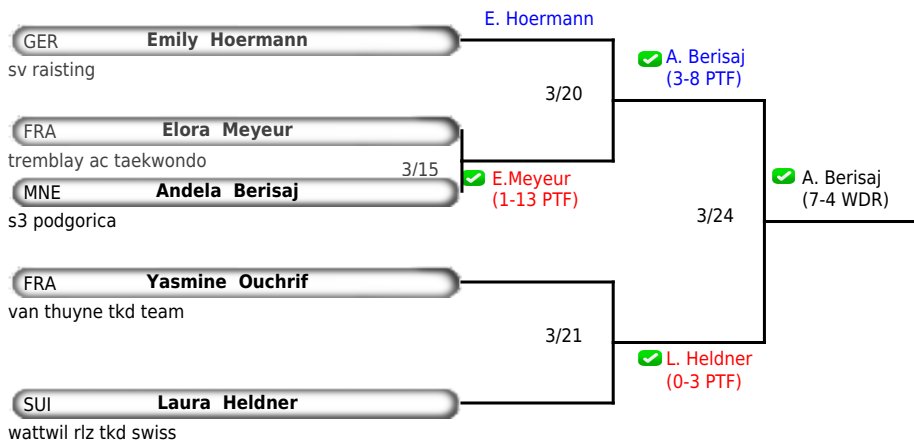 E. Hoermann
GER Emily Hoermann
sv raisting
A. Berisaj
(3-8 PTF)
3/20
FRA Elora Meyeur
tremblay ac taekwondo
3/15
E.Meyeur
(1-13 PTF)
MNE Andela Berisaj
s3 podgorica
A. Berisaj
(7-4 WDR)
3/24
FRA Yasmine Ouchrif
van thuyne tkd team
3/21
L. Heldner
(0-3 PTF)
SUI Laura Heldner
wattwil rlz tkd swiss